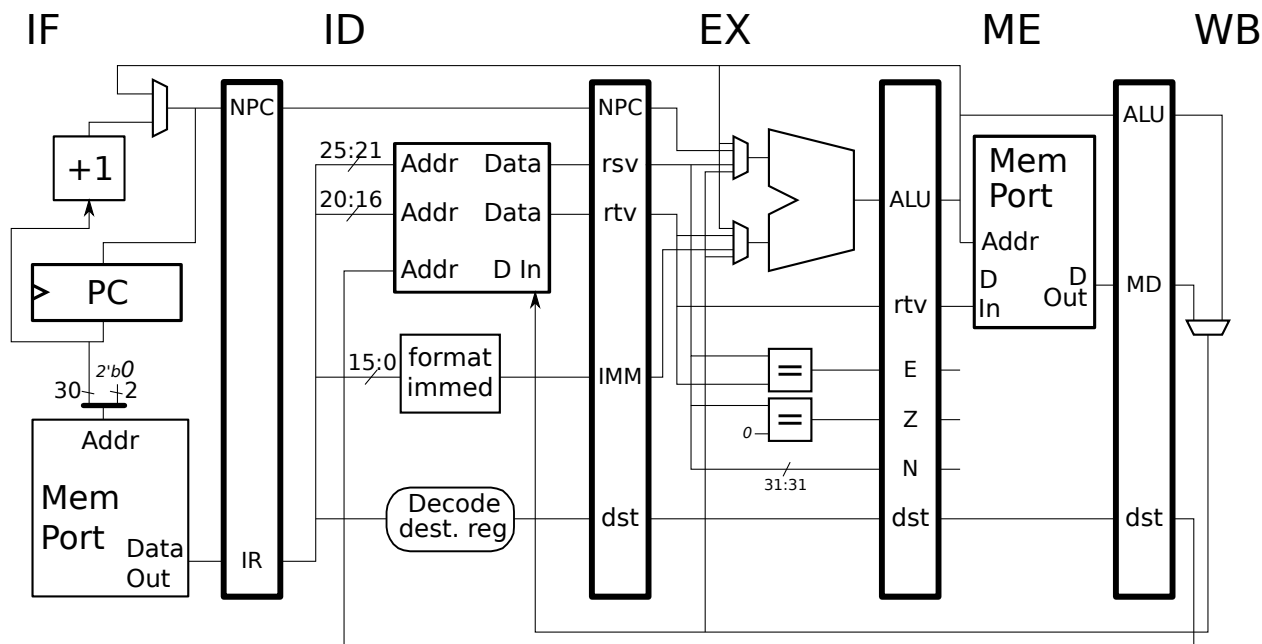 IF
ID
EX
ME
WB
+1
PC
30
2'b0
2
Addr
Mem
Port
Data
Out
NPC
IR
25:21
20:16
15:0
Addr
Data
Addr
Data
Addr
D In
format
immed
Decode
dest. reg
NPC
rsv
rtv
IMM
dst
=
=
0
31:31
ALU
rtv
E
Z
N
dst
Mem
Port
Addr
D
In
D
Out
ALU
MD
dst